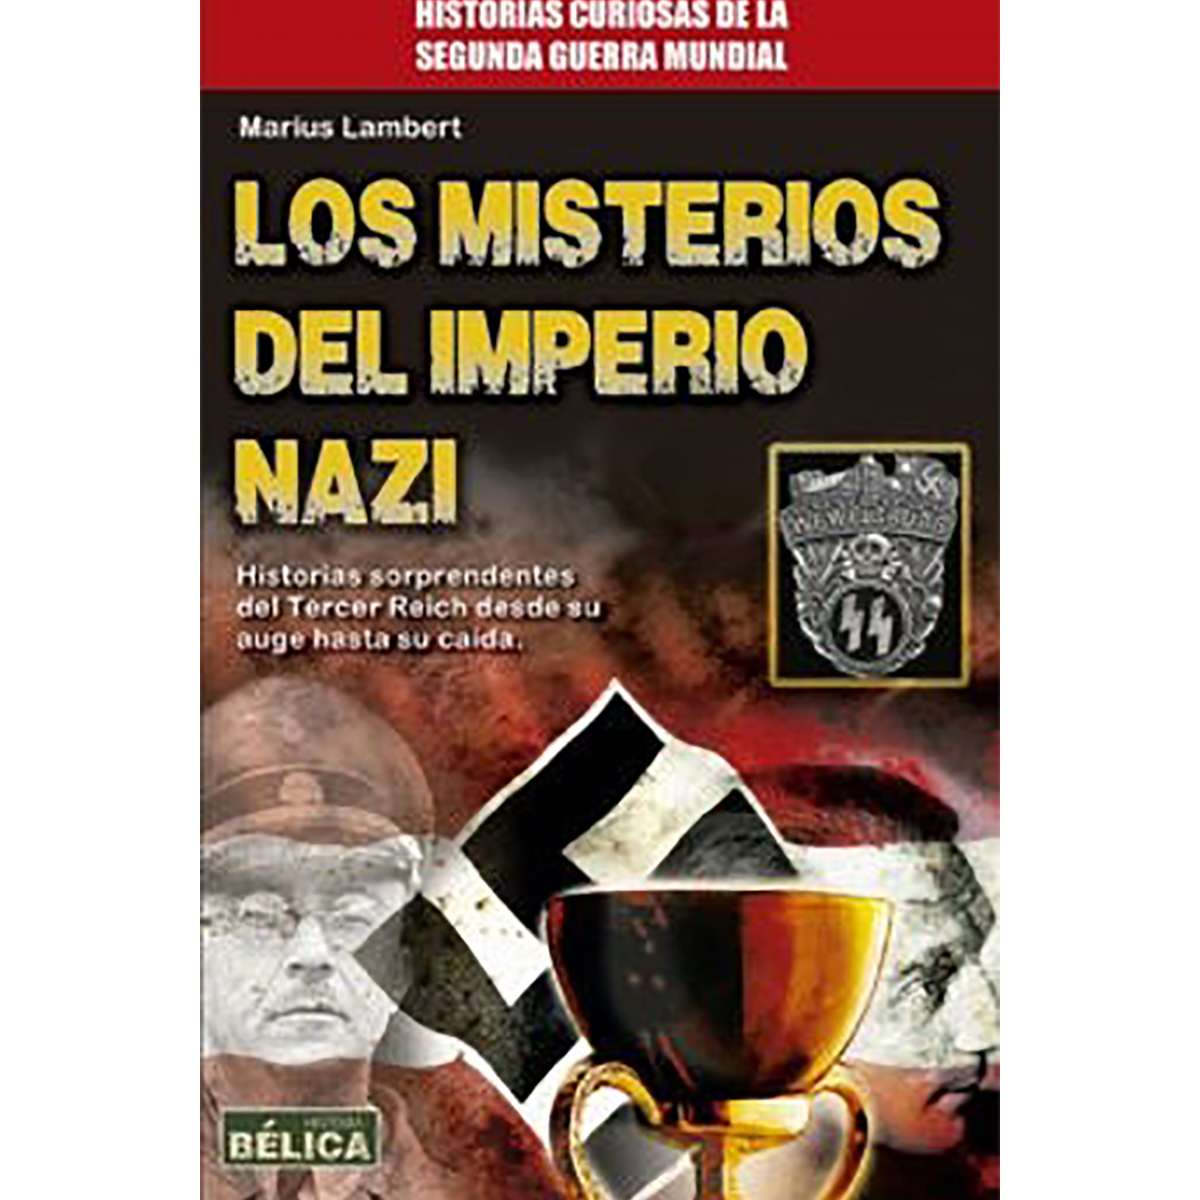 HISTORIAS CURIOSAS DE LA
SEGUNDA GUERRA MUNDIAL
Marius Lambert
LOS MISTERIOS
DEL IMPERIO
NAZI
Historias sorprendentes
del Tercer Reich desde su
auge hasta su caída.
HISTORIA
BÉLICA